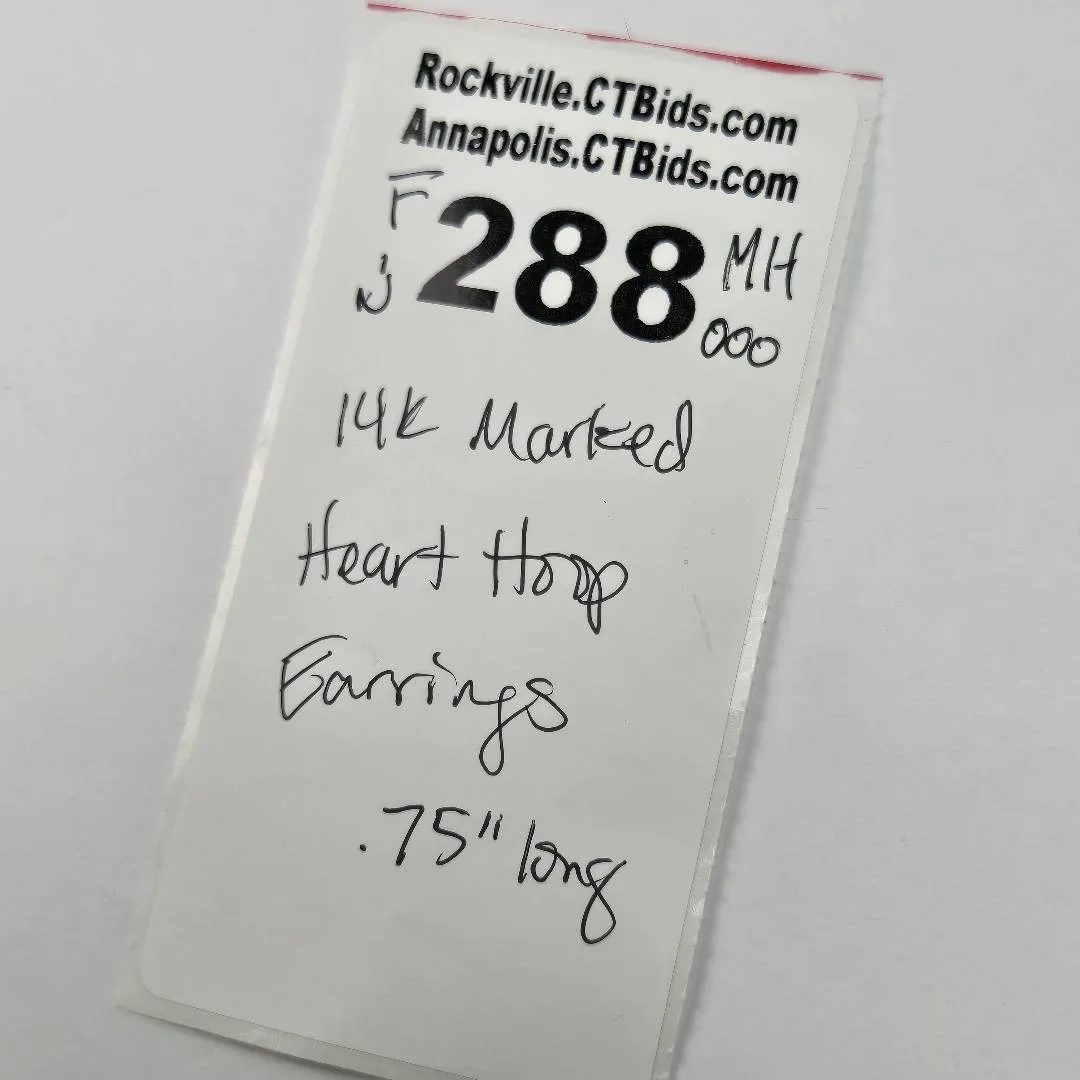 Rockville.CTBids.com
Annapolis.CTBids.com
F 288 MH
J 000
14K Marked
Heart Hoop
Earrings
.75" long